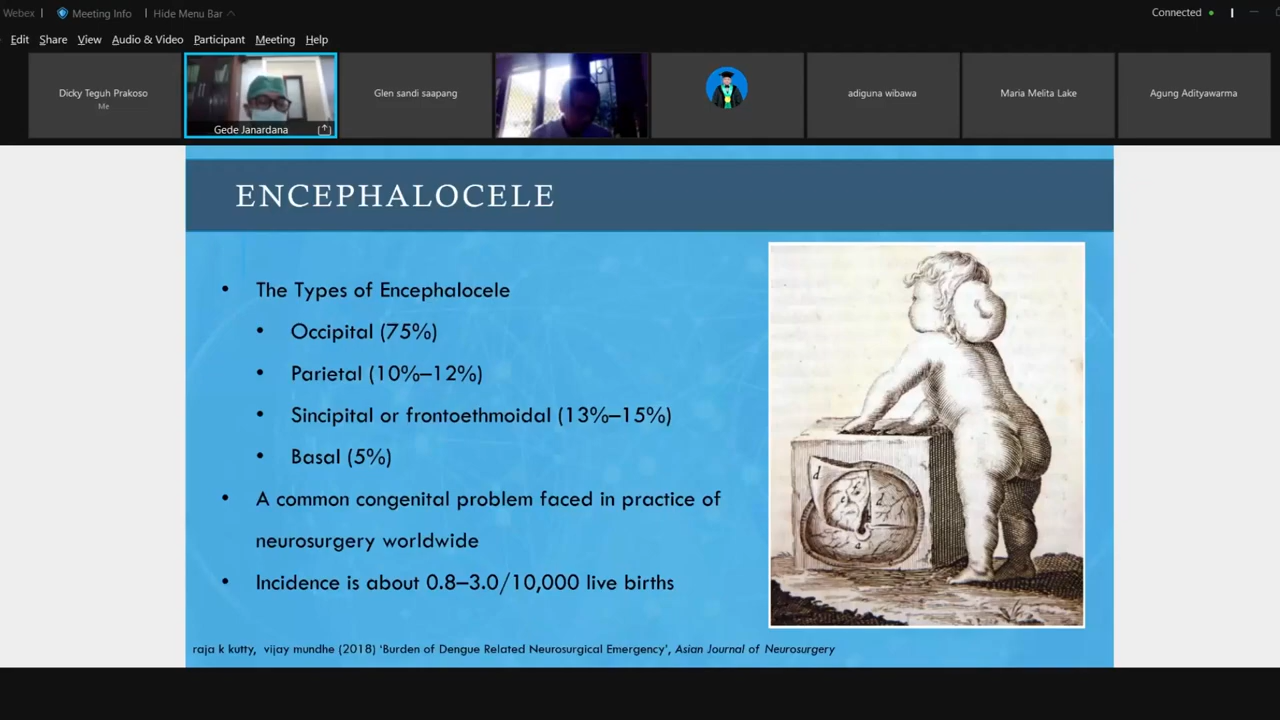 Webex
Meeting Info
Hide Menu Bar
Connected
Edit Share View Audio & Video Participant Meeting Help
Dicky Teguh Prakoso
Me
Gede Janardana
Glen sandi saapang
adiguna wibawa
Maria Melita Lake
Agung Adityawarma
ENCEPHALOCELE
• The Types of Encephalocele
• Occipital (75%)
• Parietal (10%–12%)
• Sincipital or frontoethmoidal (13%–15%)
• Basal (5%)
• A common congenital problem faced in practice of
neurosurgery worldwide
• Incidence is about 0.8–3.0/10,000 live births
raja k kutty, vijay mundhe (2018) ‘Burden of Dengue Related Neurosurgical Emergency’, Asian Journal of Neurosurgery